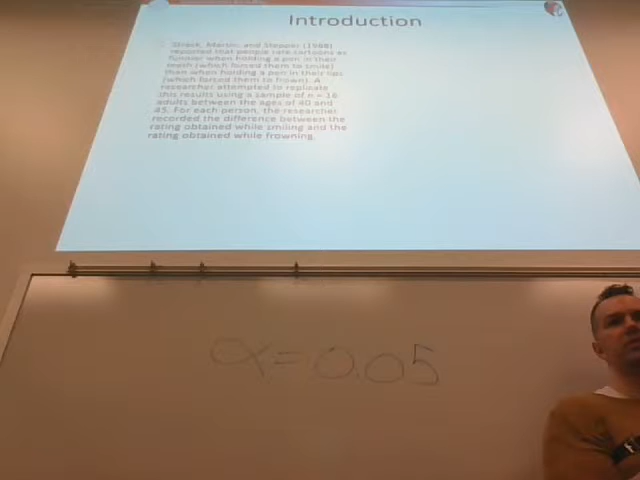 Introduction
Strack, Martin, and Stepper (1988)
reported that people rate cartoons as
funnier when holding a pen in their
teeth (which forced them to smile)
than when holding a pen in their lips
(which forced them to frown). A
researcher attempted to replicate
this results using a sample of n = 16
adults between the ages of 40 and
45. For each person, the researcher
recorded the difference between the
rating obtained while smiling and the
rating obtained while frowning.
α = 0.05